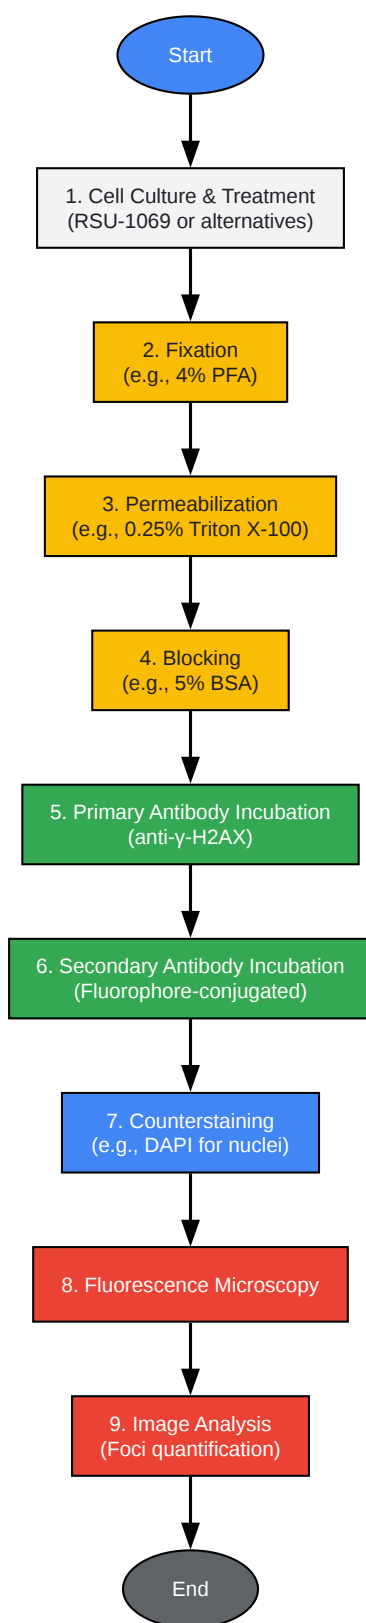 Start
1. Cell Culture & Treatment
(RSU-1069 or alternatives)
2. Fixation
(e.g., 4% PFA)
3. Permeabilization
(e.g., 0.25% Triton X-100)
4. Blocking
(e.g., 5% BSA)
5. Primary Antibody Incubation
(anti-γ-H2AX)
6. Secondary Antibody Incubation
(Fluorophore-conjugated)
7. Counterstaining
(e.g., DAPI for nuclei)
8. Fluorescence Microscopy
9. Image Analysis
(Foci quantification)
End